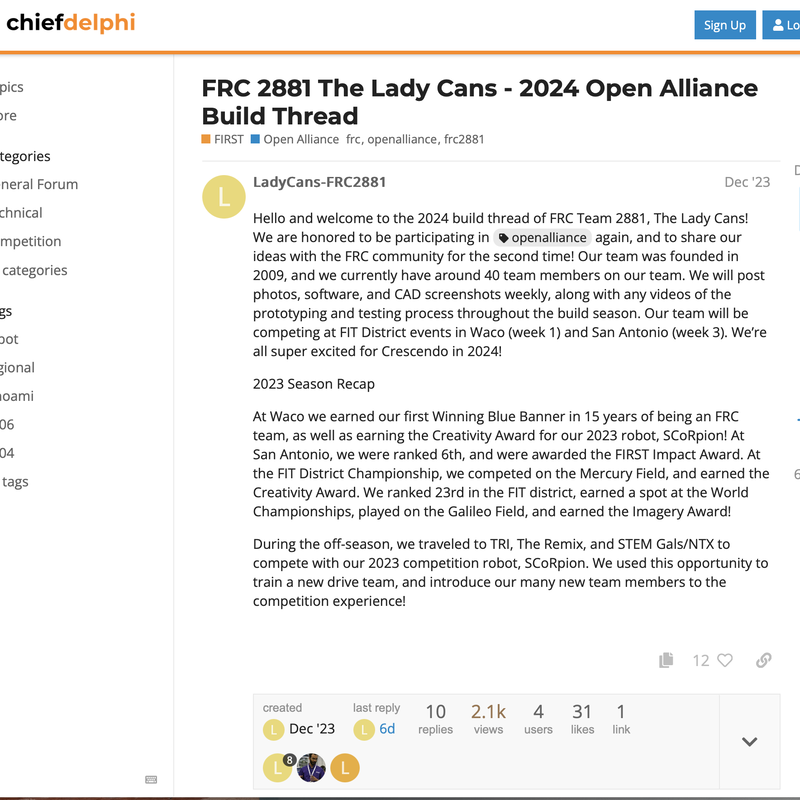 chiefdelphi
Sign Up
Lo
pics
ore
tegories
neral Forum
chnical
mpetition
categories
gs
bot
gional
noami
06
04
tags
FRC 2881 The Lady Cans - 2024 Open Alliance
Build Thread
FIRST Open Alliance frc, openalliance, frc2881
L
LadyCans-FRC2881 Dec '23
Hello and welcome to the 2024 build thread of FRC Team 2881, The Lady Cans!
We are honored to be participating in openalliance again, and to share our
ideas with the FRC community for the second time! Our team was founded in
2009, and we currently have around 40 team members on our team. We will post
photos, software, and CAD screenshots weekly, along with any videos of the
prototyping and testing process throughout the build season. Our team will be
competing at FIT District events in Waco (week 1) and San Antonio (week 3). We're
all super excited for Crescendo in 2024!
2023 Season Recap
At Waco we earned our first Winning Blue Banner in 15 years of being an FRC
team, as well as earning the Creativity Award for our 2023 robot, SCoRpion! At
San Antonio, we were ranked 6th, and were awarded the FIRST Impact Award. At
the FIT District Championship, we competed on the Mercury Field, and earned the
Creativity Award. We ranked 23rd in the FIT district, earned a spot at the World
Championships, played on the Galileo Field, and earned the Imagery Award!
During the off-season, we traveled to TRI, The Remix, and STEM Gals/NTX to
compete with our 2023 competition robot, SCoRpion. We used this opportunity to
train a new drive team, and introduce our many new team members to the
competition experience!
12
created last reply 10 2.1k 4 31 1
L Dec '23 L 6d replies views users likes link
L 8 L